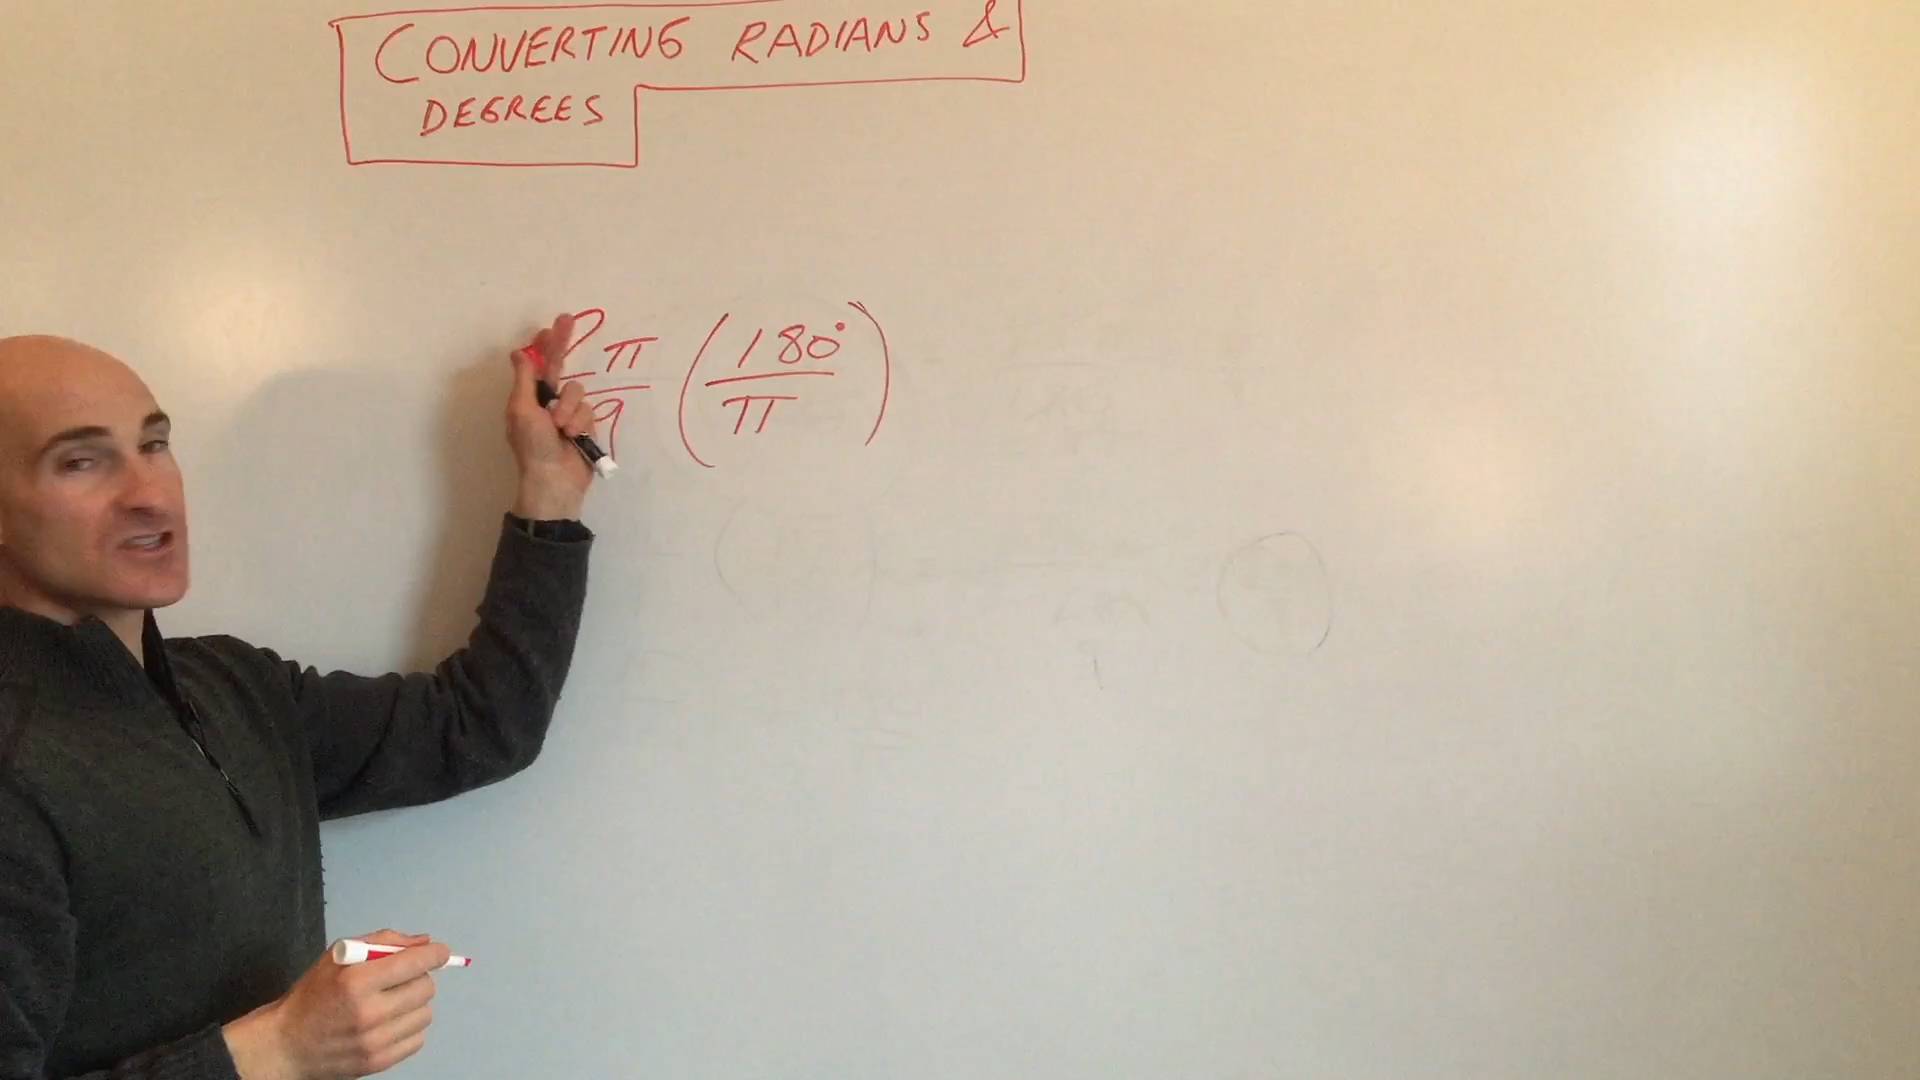 CONVERTING RADIANS &
DEGREES
2π/9 (180°/π)